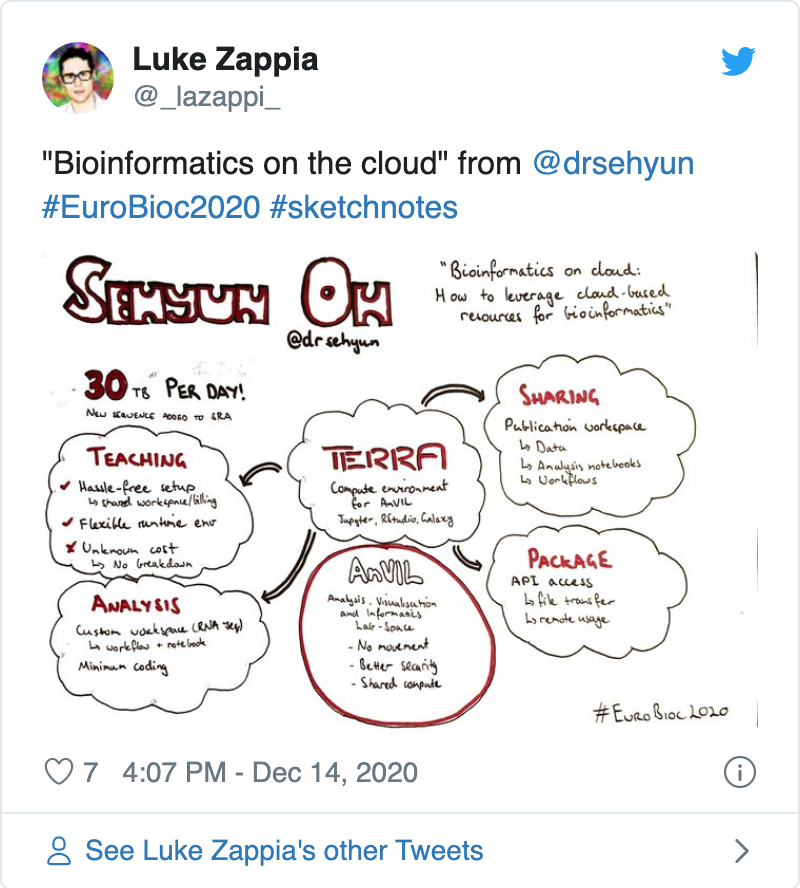 Luke Zappia
@_lazappi_
"Bioinformatics on the cloud" from @drsehyun
#EuroBioc2020 #sketchnotes
SEHYUN OH
@drsehyun
"Bioinformatics on cloud:
How to leverage cloud-based
resources for bioinformatics"
30 TB PER DAY!
NEW SEQUENCE ADDED TO SRA
TEACHING
✓ Hassle-free setup
↳ shared workspace/billing
✓ Flexible runtime env
✗ Unknown cost
↳ No breakdown
TERRA
Compute environment
for AnVIL
Jupyter, RStudio, Galaxy
SHARING
Publication workspace
↳ Data
↳ Analysis notebooks
↳ Workflows
ANALYSIS
Custom workspace (RNA seq)
↳ workflow + notebook
Minimum coding
AnVIL
Analysis, Visualisation
and Informatics
Lab-Space
- No movement
- Better security
- Shared compute
PACKAGE
API access
↳ file transfer
↳ remote usage
#EuroBioc2020
7 4:07 PM - Dec 14, 2020
See Luke Zappia's other Tweets